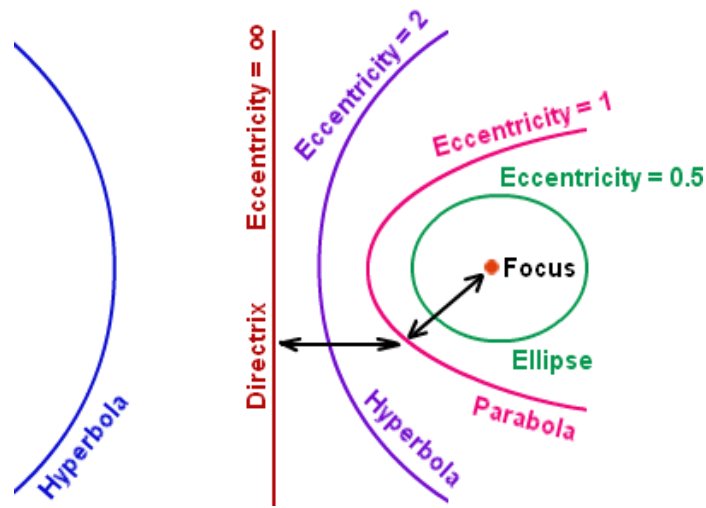 Eccentricity = ∞
Eccentricity = 2
Eccentricity = 1
Eccentricity = 0.5
Focus
Directrix
Ellipse
Parabola
Hyperbola
Hyperbola